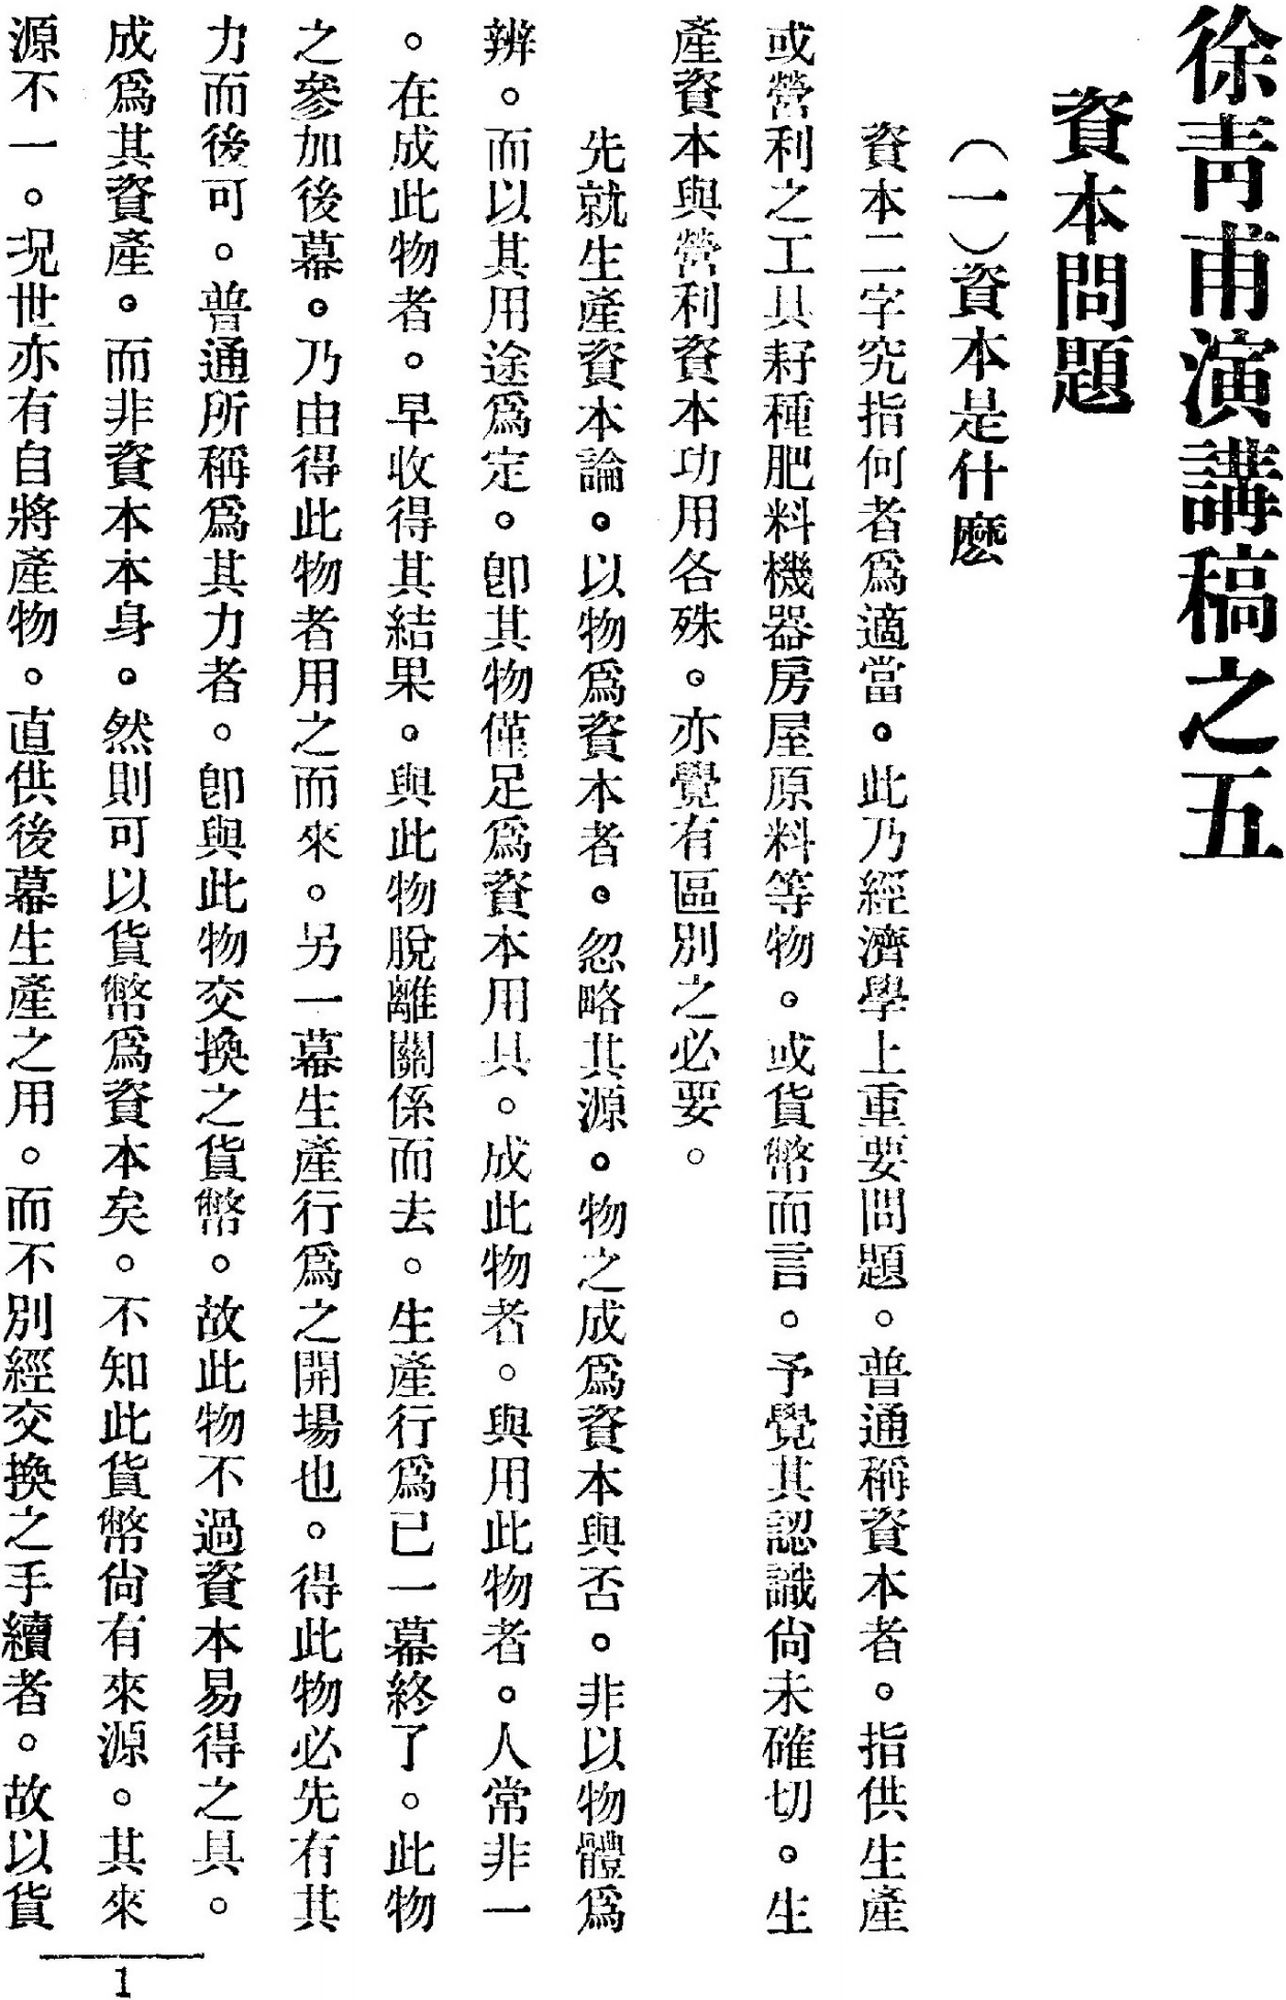 徐青甫演講稿之五
資本問題
（一）資本是什麽
資本二字究指何者爲適當。此乃經濟學上重要問題。普通稱資本者。指供生產
或營利之工具耔種肥料機器房屋原料等物。或貨幣而言。予覺其認識尙未確切。生
產資本與營利資本功用各殊。亦覺有區別之必要。
先就生產資本論。以物爲資本者。忽略其源。物之成爲資本與否。非以物體爲
辨。而以其用途爲定。卽其物僅足爲資本用具。成此物者。與用此物者。人常非一
。在成此物者。早收得其結果。與此物脫離關係而去。生產行爲已一幕終了。此物
之參加後幕。乃由得此物者用之而來。另一幕生產行爲之開場也。得此物必先有其
力而後可。普通所稱爲其力者。卽與此物交換之貨幣。故此物不過資本易得之具。
成爲其資產。而非資本本身。然則可以貨幣爲資本矣。不知此貨幣尙有來源。其來
源不一。况世亦有自將產物。直供後幕生產之用。而不別經交換之手續者。故以貨
1